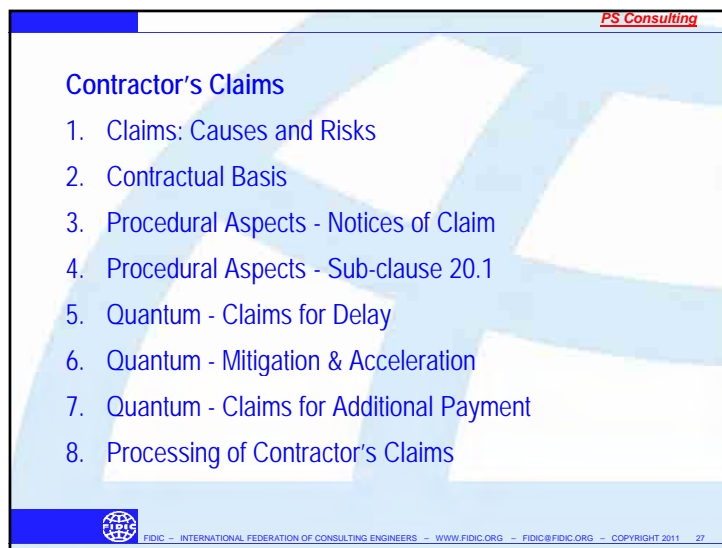 PS Consulting
Contractor's Claims
1. Claims: Causes and Risks
2. Contractual Basis
3. Procedural Aspects - Notices of Claim
4. Procedural Aspects - Sub-clause 20.1
5. Quantum - Claims for Delay
6. Quantum - Mitigation & Acceleration
7. Quantum - Claims for Additional Payment
8. Processing of Contractor's Claims
FIDIC
FIDIC – INTERNATIONAL FEDERATION OF CONSULTING ENGINEERS – WWW.FIDIC.ORG – FIDIC@FIDIC.ORG – COPYRIGHT 2011 27